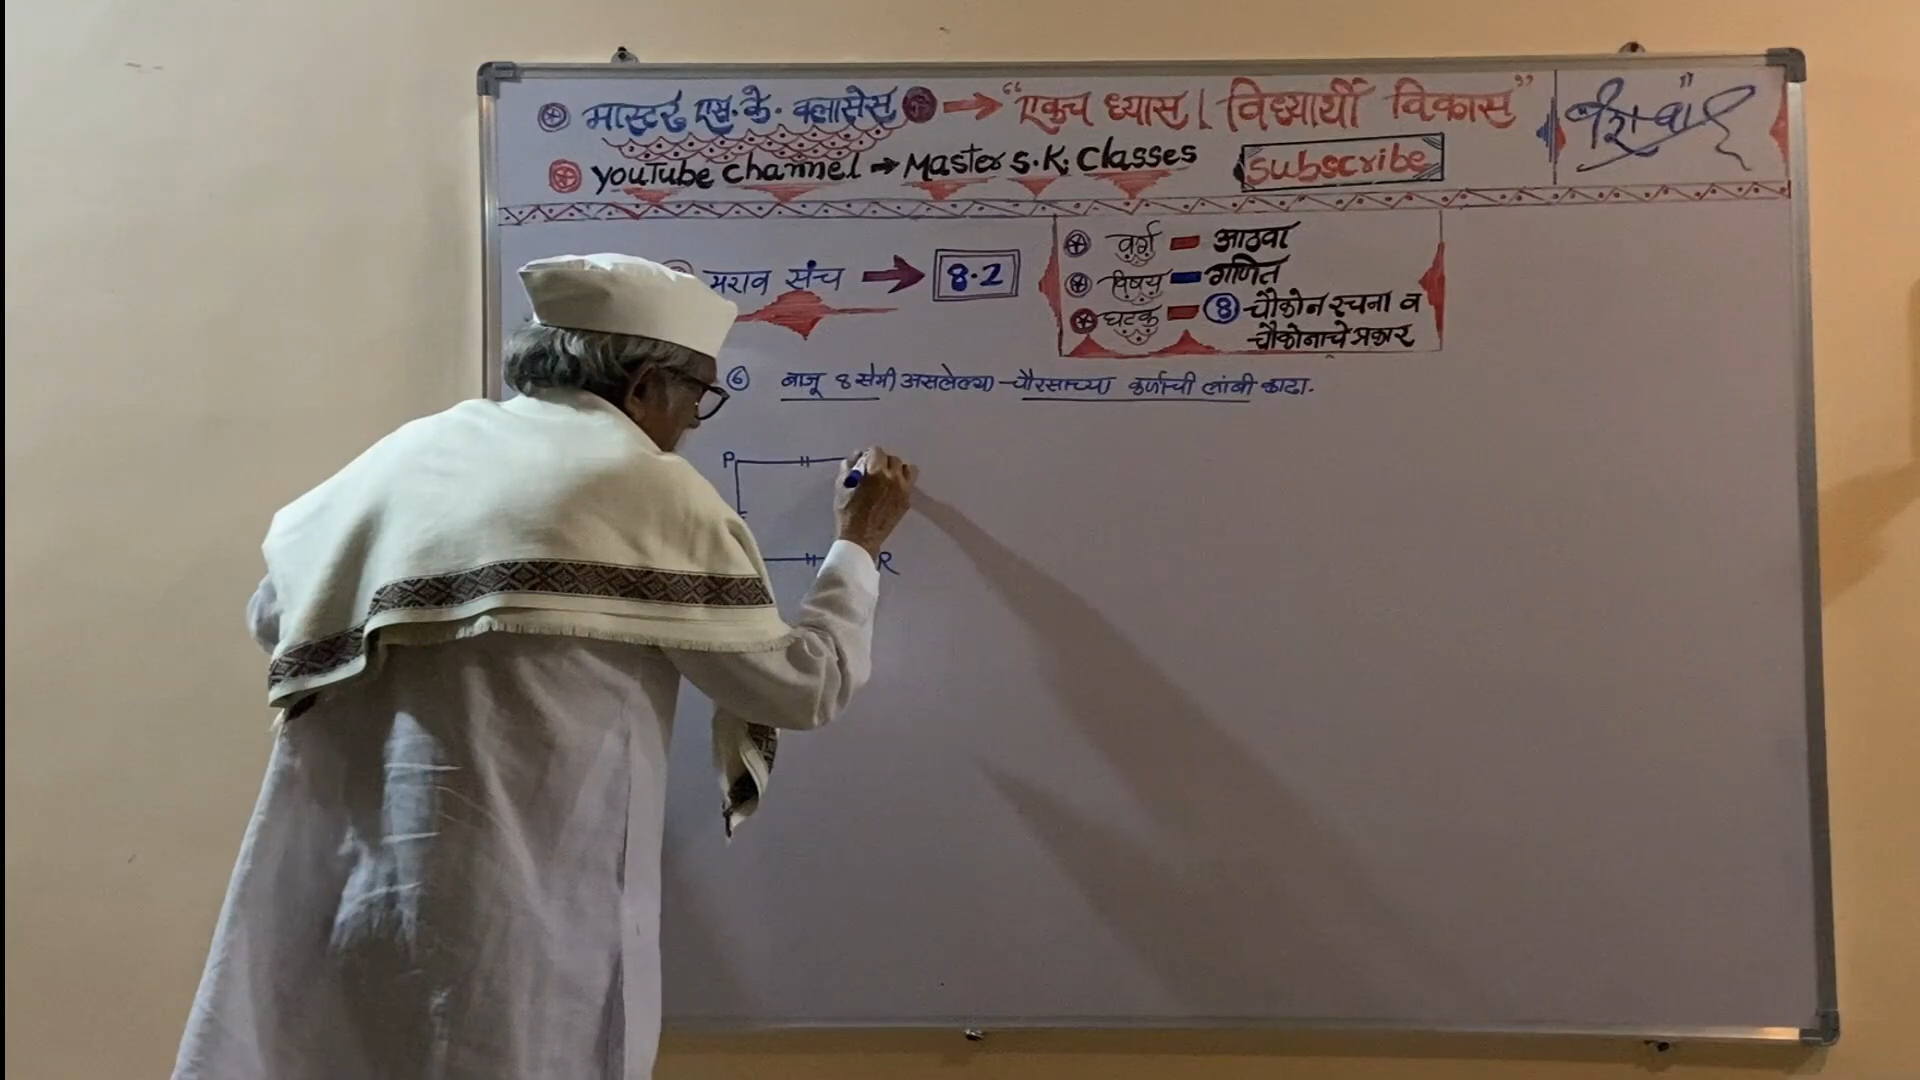 मास्टर एस.के. क्लासेस → "एकच ध्यास। विध्यार्थी विकास"
YouTube channel → Master S.K. Classes subscribe
सराव संच → 8.2
वर्ग - आठवा
विषय - गणित
घटक - 8 चौकोन रचना व
चौकोनाचे प्रकार
6 बाजू 8 सेमी असलेल्या चौरसाच्या कर्णाची लांबी काढा.
P
R